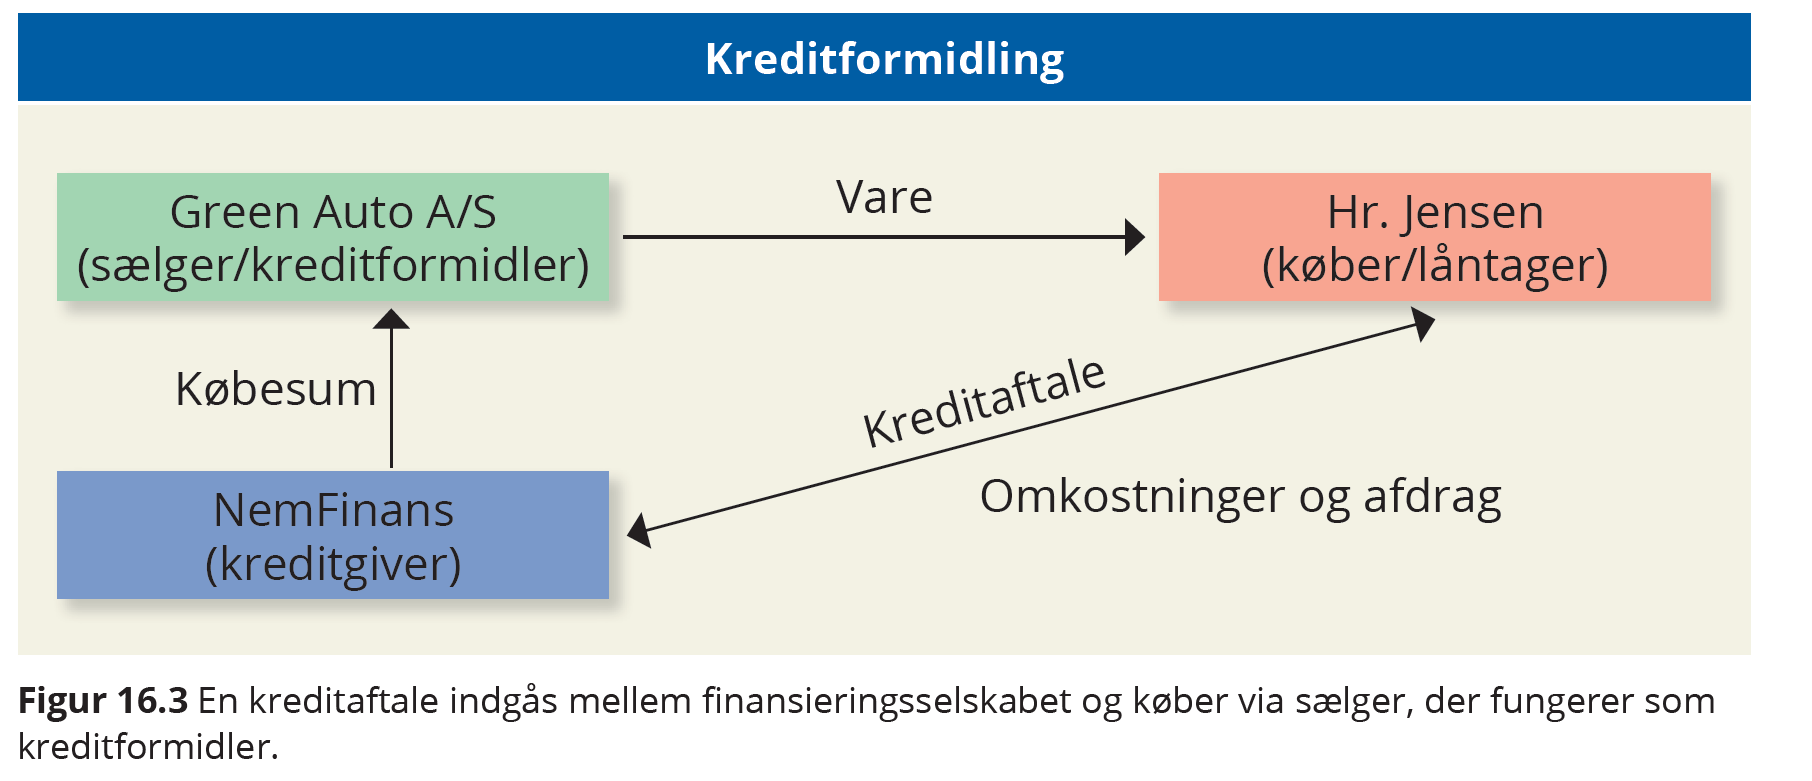 Kreditformidling
Green Auto A/S
(sælger/kreditformidler)
Vare
Hr. Jensen
(køber/låntager)
Købesum
Kreditaftale
Omkostninger og afdrag
NemFinans
(kreditgiver)
Figur 16.3 En kreditaftale indgås mellem finansieringsselskabet og køber via sælger, der fungerer som
kreditformidler.